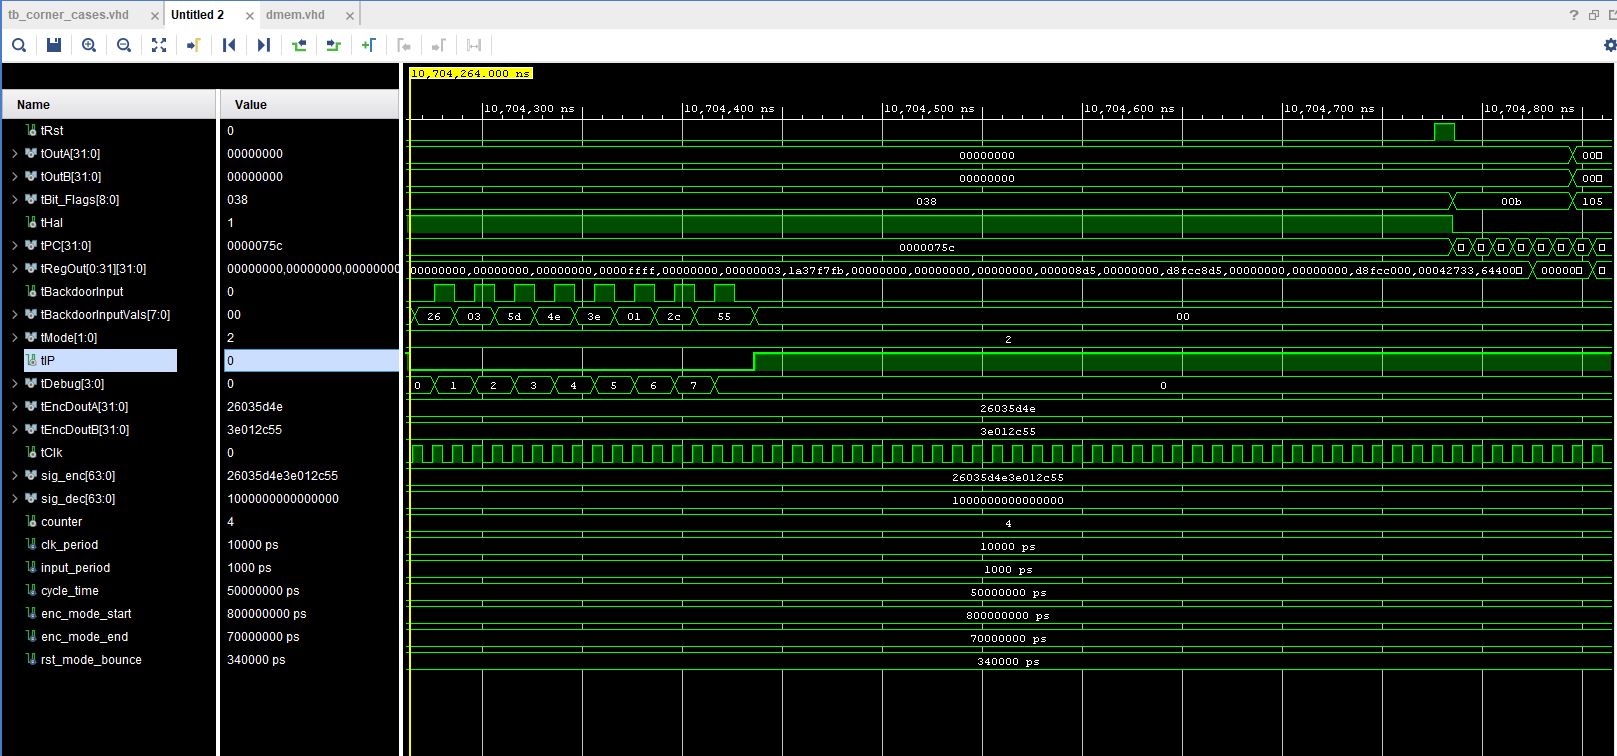 tb_corner_cases.vhd × Untitled 2 × dmem.vhd × ?
10,704,264.000 ns
Name Value
10,704,300 ns 10,704,400 ns 10,704,500 ns 10,704,600 ns 10,704,700 ns 10,704,800 ns
tRst 0
tOutA[31:0] 00000000 00000000 00
tOutB[31:0] 00000000 00000000 00
tBit_Flags[8:0] 038 038 00b 105
tHal 1
tPC[31:0] 0000075c 0000075c
tRegOut[0:31][31:0] 00000000,00000000,00000000 00000000,00000000,00000000,0000ffff,00000000,00000003,1a37f7fb,00000000,00000000,00000000,000008d5,00000000,d8fcc8d5,00000000,00000000,d8fcc000,00042733,64400 00000
tBackdoorInput 0
tBackdoorInputVals[7:0] 00 26 03 5d 4e 3e 01 2c 55 00
tMode[1:0] 2 2
tIP 0
tDebug[3:0] 0 0 1 2 3 4 5 6 7 0
tEncDoutA[31:0] 26035d4e 26035d4e
tEncDoutB[31:0] 3e012c55 3e012c55
tClk 0
sig_enc[63:0] 26035d4e3e012c55 26035d4e3e012c55
sig_dec[63:0] 1000000000000000 1000000000000000
counter 4 4
clk_period 10000 ps 10000 ps
input_period 1000 ps 1000 ps
cycle_time 50000000 ps 50000000 ps
enc_mode_start 800000000 ps 800000000 ps
enc_mode_end 70000000 ps 70000000 ps
rst_mode_bounce 340000 ps 340000 ps